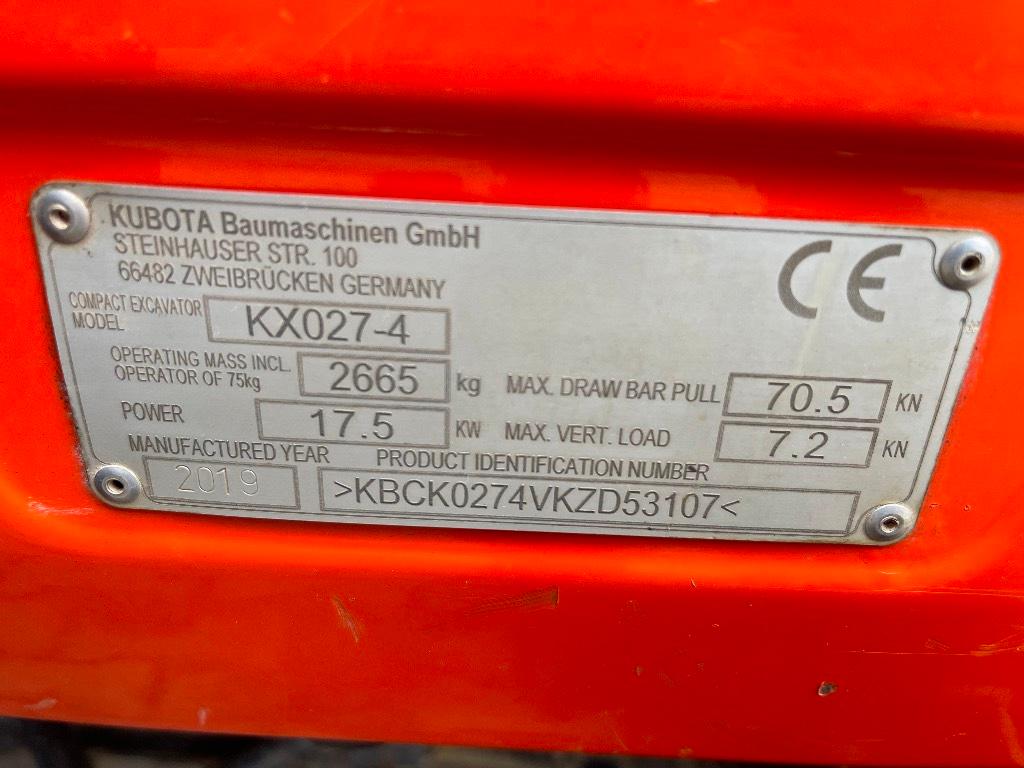 KUBOTA Baumaschinen GmbH
STEINHAUSER STR. 100
66482 ZWEIBRÜCKEN GERMANY
CE
COMPACT EXCAVATOR
MODEL KX027-4
OPERATING MASS INCL.
OPERATOR OF 75kg 2665 kg
MAX. DRAW BAR PULL 70.5 KN
POWER 17.5 KW
MAX. VERT. LOAD 7.2 KN
MANUFACTURED YEAR
2019
PRODUCT IDENTIFICATION NUMBER
>KBCK0274VKZD53107<